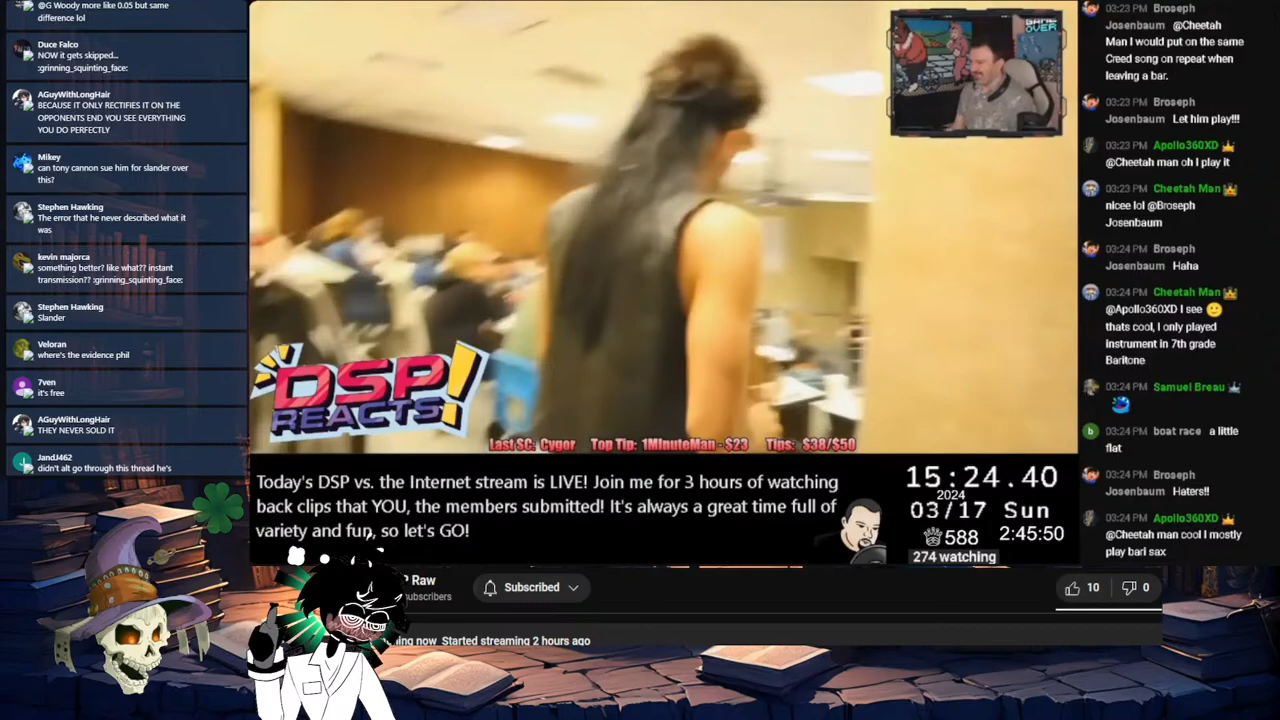 @G Woody more like 0.05 but same
difference lol
Duce Falco
NOW it gets skipped...
:grinning_squinting_face:
AGuyWithLongHair
BECAUSE IT ONLY RECTIFIES IT ON THE
OPPONENTS END YOU SEE EVERYTHING
YOU DO PERFECTLY
Mikey
can tony cannon sue him for slander over
this?
Stephen Hawking
The error that he never described what it
was
kevin majorca
something better? like what?? instant
transmission?? :grinning_squinting_face:
Stephen Hawking
Slander
Veloran
where's the evidence phil
7ven
it's free
AGuyWithLongHair
THEY NEVER SOLD IT
JandJ462
didn't alt go through this thread he's
GAME
OVER
DSP
REACTS!
Last SC: Cygor Top Tip: 1MinuteMan - $23 Tips: $38/$50
Today's DSP vs. the Internet stream is LIVE! Join me for 3 hours of watching
back clips that YOU, the members submitted! It's always a great time full of
variety and fun, so let's GO!
15:24.40
2024
03/17 Sun
588
2:45:50
274 watching
P Raw
ubscribers
Subscribed
10
0
ing now Started streaming 2 hours ago
03:23 PM Broseph
Josenbaum @Cheetah
Man I would put on the same
Creed song on repeat when
leaving a bar.
03:23 PM Broseph
Josenbaum Let him play!!!
03:23 PM Apollo360XD
@Cheetah man oh I play it
03:23 PM Cheetah Man
nicee lol @Broseph
Josenbaum
03:24 PM Broseph
Josenbaum Haha
03:24 PM Cheetah Man
@Apollo360XD I see 🙂
thats cool, I only played
Instrument in 7th grade
Baritone
03:24 PM Samuel Breau
03:24 PM boat race a little
flat
03:24 PM Broseph
Josenbaum Haters!!
03:24 PM Apollo360XD
@Cheetah man cool I mostly
play bari sax